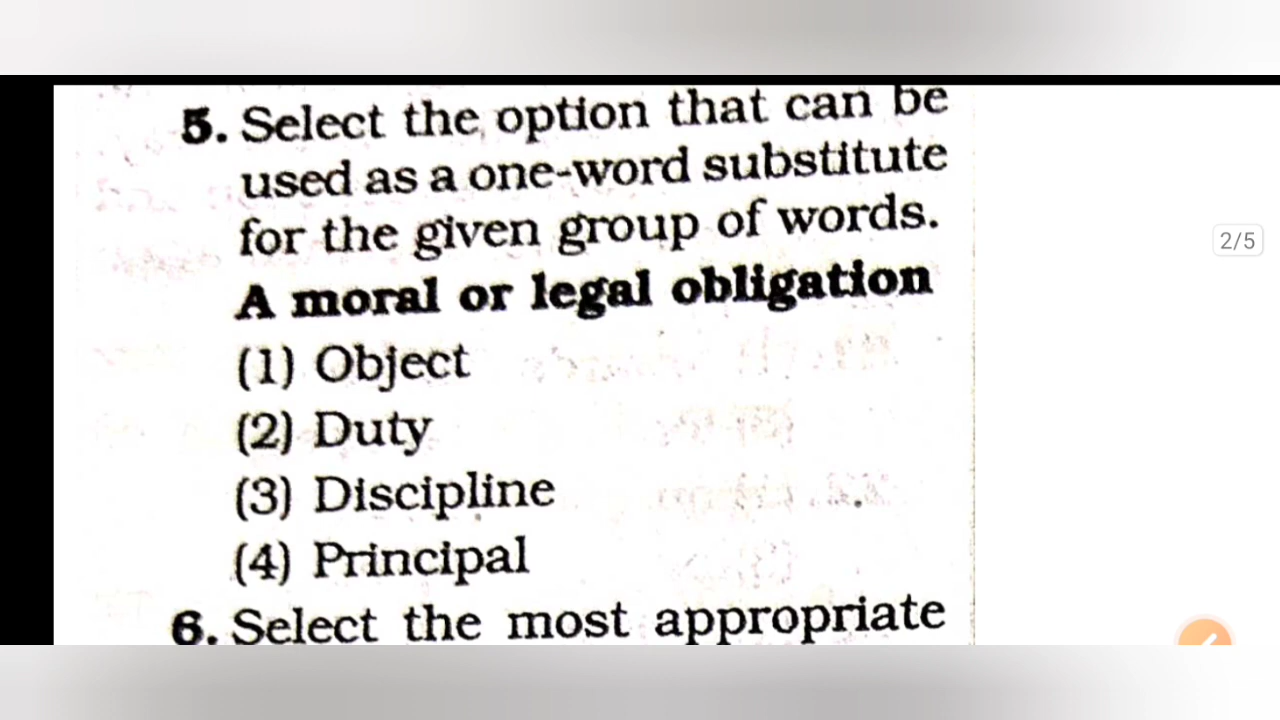 5. Select the option that can be
used as a one-word substitute
for the given group of words.
A moral or legal obligation
(1) Object
(2) Duty
(3) Discipline
(4) Principal
6. Select the most appropriate
2/5